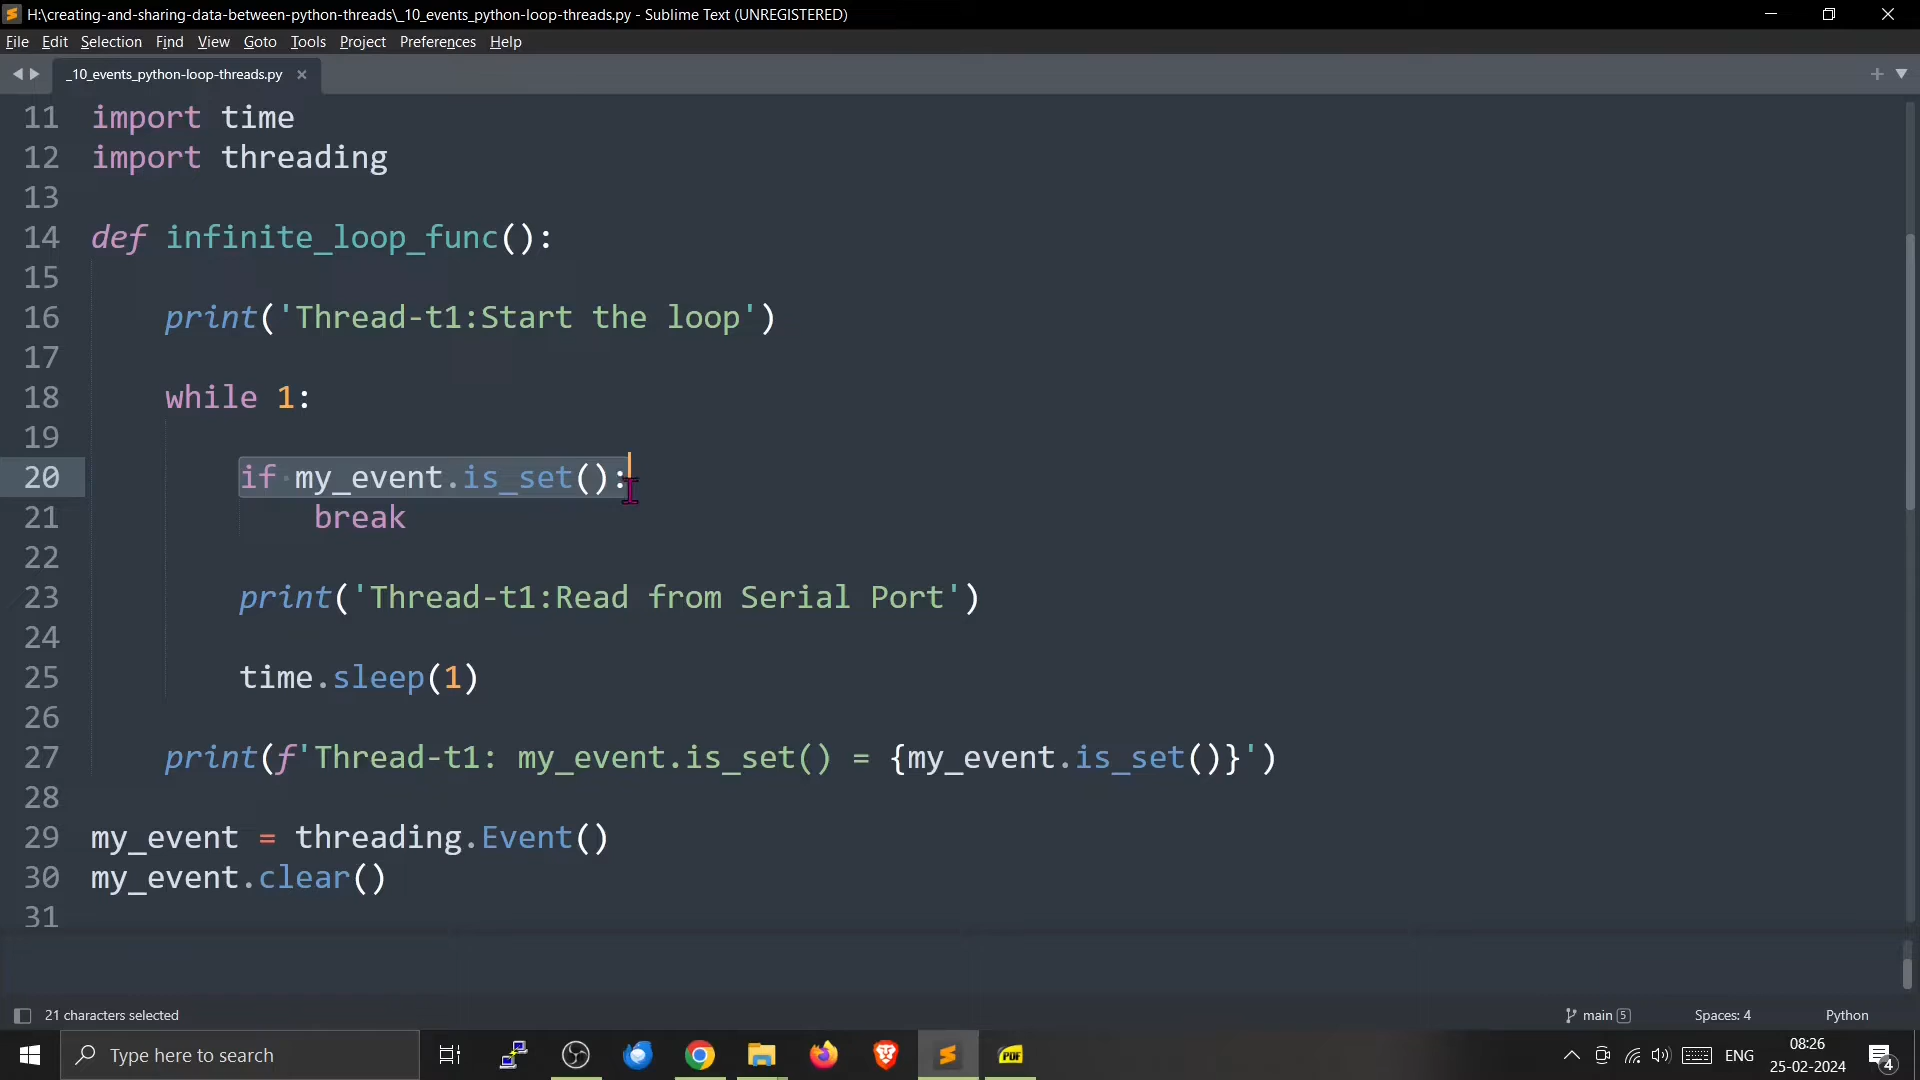 H:\creating-and-sharing-data-between-python-threads\_10_events_python-loop-threads.py - Sublime Text (UNREGISTERED)
File Edit Selection Find View Goto Tools Project Preferences Help
_10_events_python-loop-threads.py
11 import time
12 import threading
13
14 def infinite_loop_func():
15
16 print('Thread-t1:Start the loop')
17
18 while 1:
19
20 if my_event.is_set():
21 break
22
23 print('Thread-t1:Read from Serial Port')
24
25 time.sleep(1)
26
27 print(f'Thread-t1: my_event.is_set() = {my_event.is_set()}')
28
29 my_event = threading.Event()
30 my_event.clear()
31
21 characters selected main 5 Spaces: 4 Python
Type here to search
PDF
ENG
08:26
25-02-2024
4